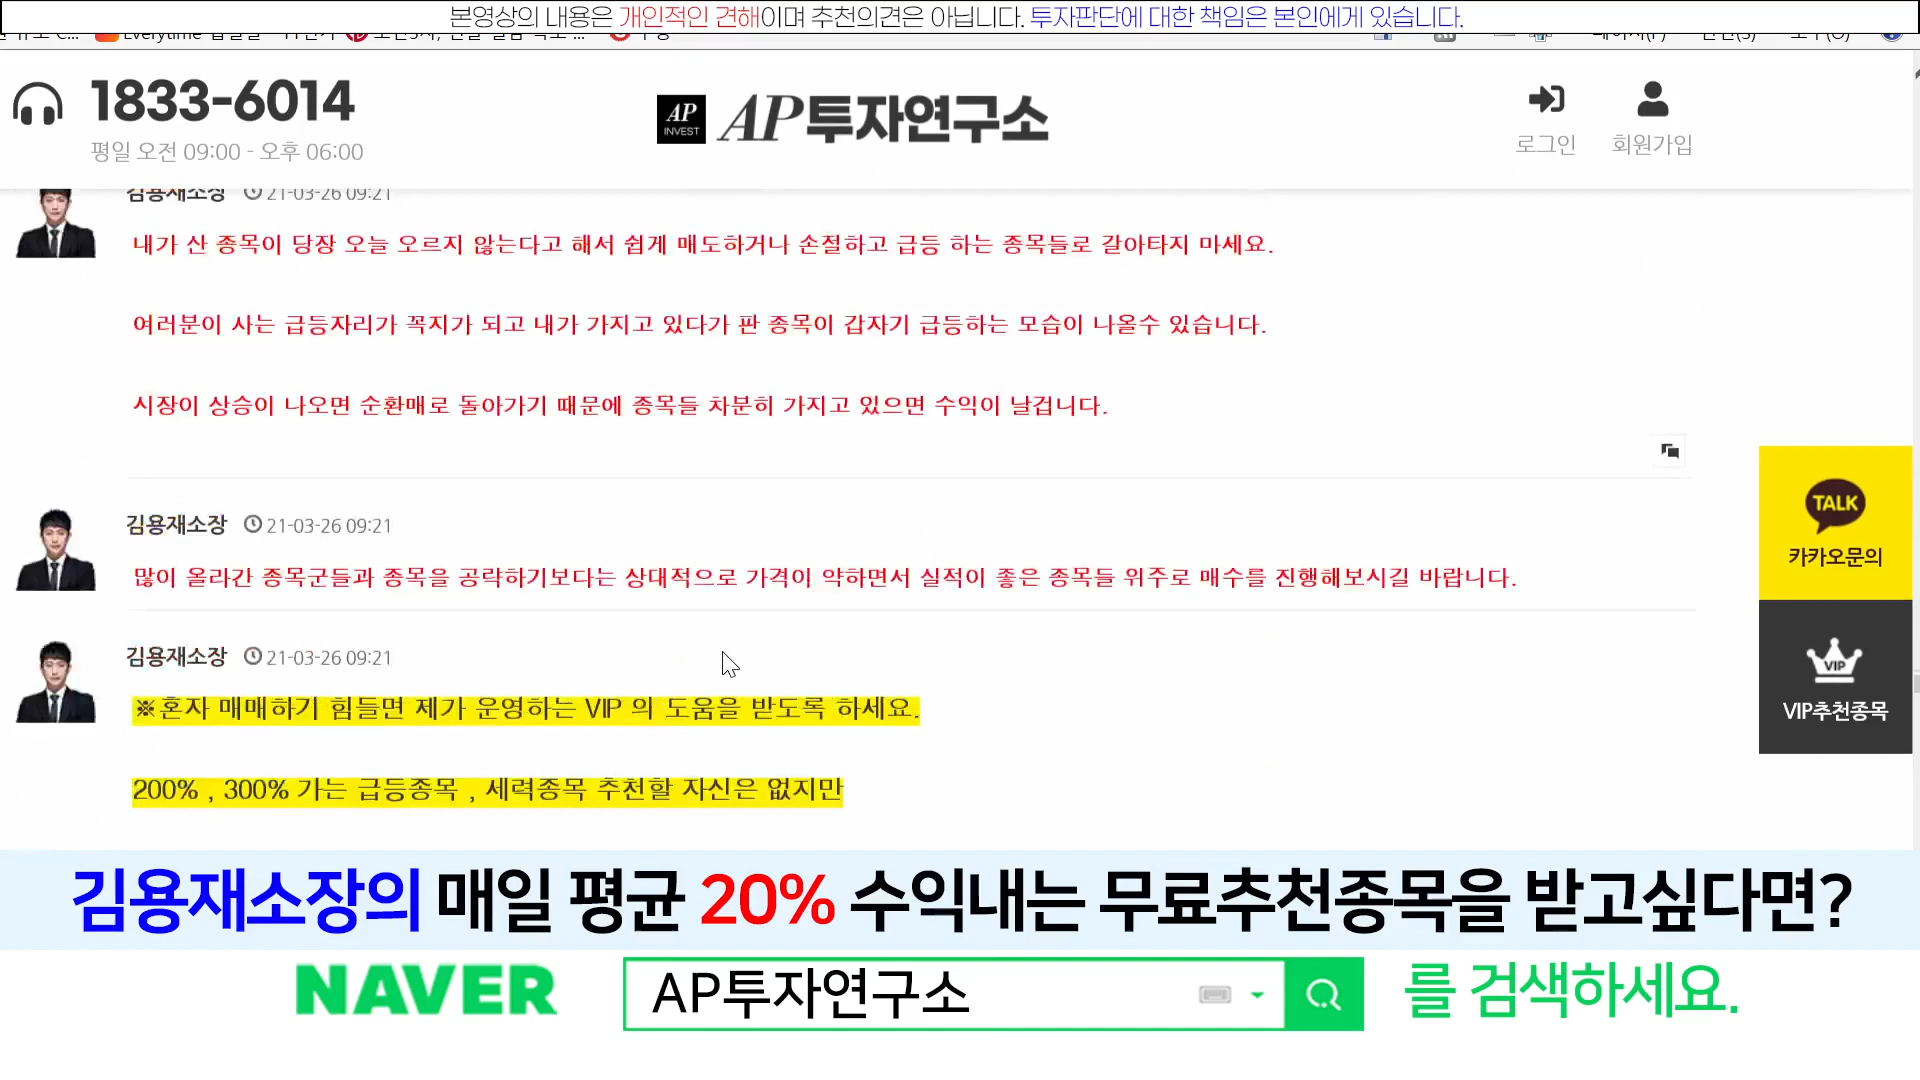 본영상의 내용은 개인적인 견해이며 추천의견은 아닙니다. 투자판단에 대한 책임은 본인에게 있습니다.
1833-6014
평일 오전 09:00 - 오후 06:00
AP INVEST AP투자연구소
로그인
회원가입
김용재소장 21-03-26 09:21
내가 산 종목이 당장 오늘 오르지 않는다고 해서 쉽게 매도하거나 손절하고 급등 하는 종목들로 갈아타지 마세요.
여러분이 사는 급등자리가 꼭지가 되고 내가 가지고 있다가 판 종목이 갑자기 급등하는 모습이 나올수 있습니다.
시장이 상승이 나오면 순환매로 돌아가기 때문에 종목들 차분히 가지고 있으면 수익이 날겁니다.
김용재소장 21-03-26 09:21
많이 올라간 종목군들과 종목을 공략하기보다는 상대적으로 가격이 약하면서 실적이 좋은 종목들 위주로 매수를 진행해보시길 바랍니다.
김용재소장 21-03-26 09:21
※혼자 매매하기 힘들면 제가 운영하는 VIP 의 도움을 받도록 하세요.
200% , 300% 가는 급등종목 , 세력종목 추천할 자신은 없지만
TALK
카카오문의
VIP
VIP추천종목
김용재소장의 매일 평균 20% 수익내는 무료추천종목을 받고싶다면?
NAVER AP투자연구소 를 검색하세요.